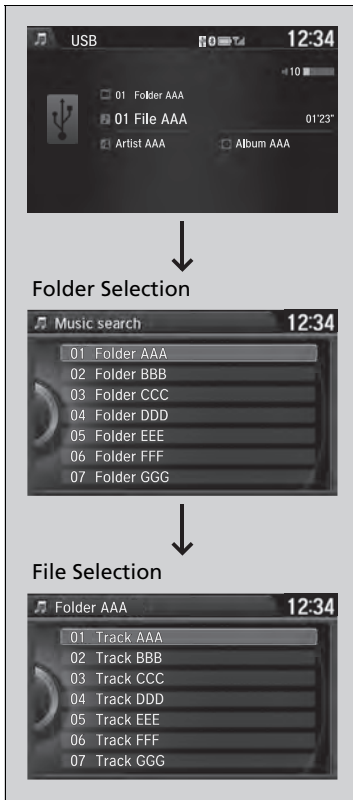 USB 12:34
10
01 Folder AAA
01 File AAA 01'23"
Artist AAA Album AAA
Folder Selection
Music search 12:34
01 Folder AAA
02 Folder BBB
03 Folder CCC
04 Folder DDD
05 Folder EEE
06 Folder FFF
07 Folder GGG
File Selection
Folder AAA 12:34
01 Track AAA
02 Track BBB
03 Track CCC
04 Track DDD
05 Track EEE
06 Track FFF
07 Track GGG